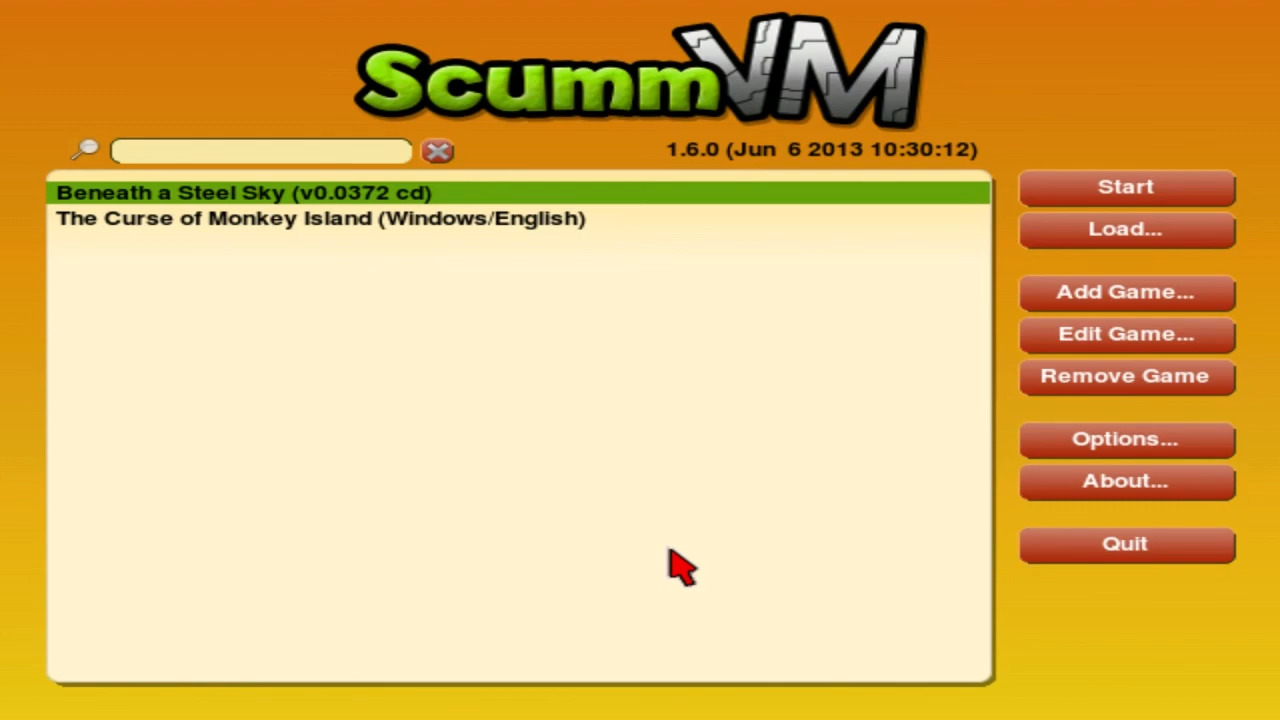 ScummVM
1.6.0 (Jun 6 2013 10:30:12)
Beneath a Steel Sky (v0.0372 cd)
The Curse of Monkey Island (Windows/English)
Start
Load...
Add Game...
Edit Game...
Remove Game
Options...
About...
Quit